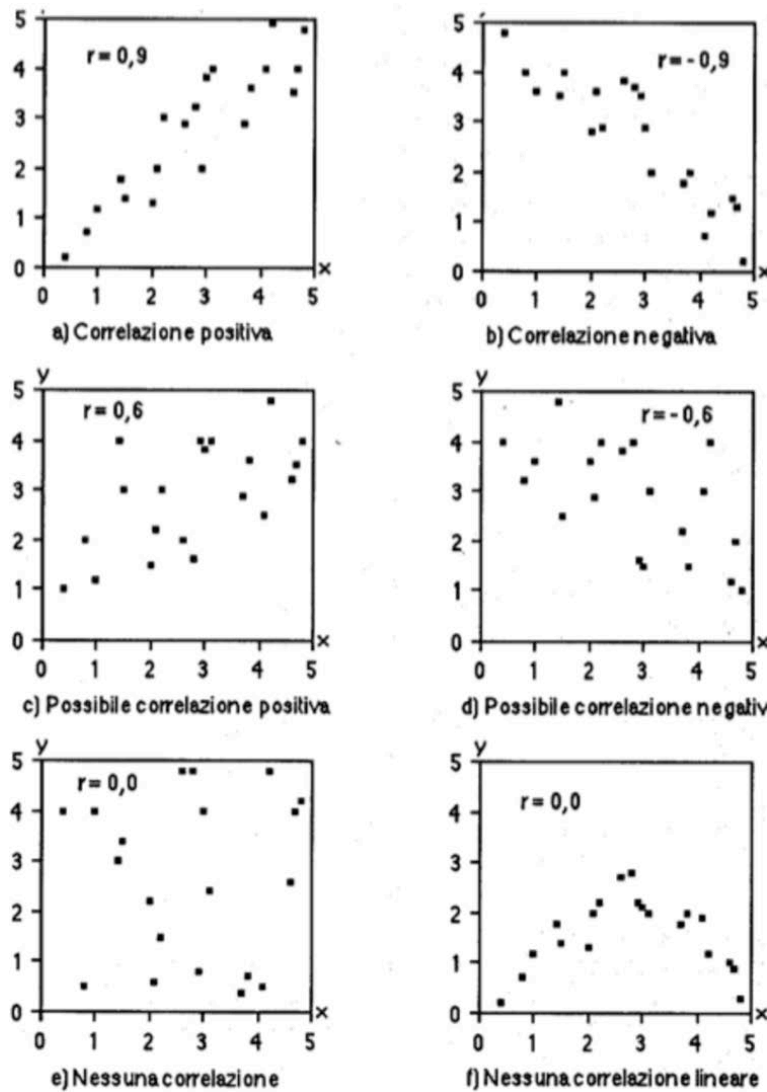 5
4
3
2
1
0
r = 0,9
0 1 2 3 4 5
x
a) Correlazione positiva
5
4
3
2
1
0
r = - 0,9
0 1 2 3 4 5
x
b) Correlazione negativa
y
5
4
3
2
1
0
r = 0,6
0 1 2 3 4 5
x
c) Possibile correlazione positiva
5
4
3
2
1
0
r = - 0,6
0 1 2 3 4 5
x
d) Possibile correlazione negativ
y
5
4
3
2
1
0
r = 0,0
0 1 2 3 4 5
x
e) Nessuna correlazione
y
5
4
3
2
1
0
r = 0,0
0 1 2 3 4 5
x
f) Nessuna correlazione lineare